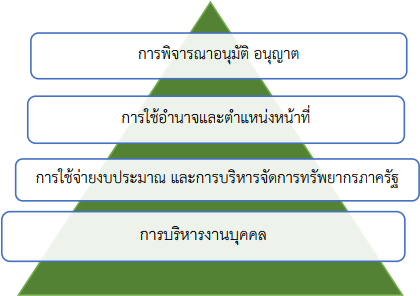 การพิจารณาอนุมัติ อนุญาต
การใช้อำนาจและตำแหน่งหน้าที่
การใช้จ่ายงบประมาณ และการบริหารจัดการทรัพยากรภาครัฐ
การบริหารงานบุคคล